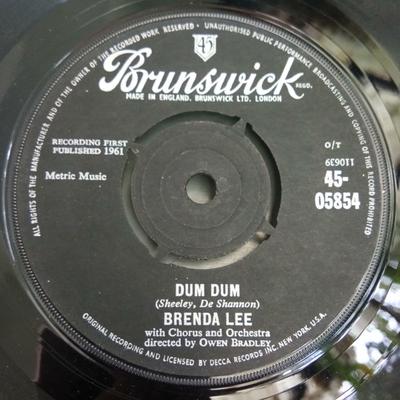 ALL RIGHTS OF THE MANUFACTURER AND OF THE OWNER OF THE RECORDED WORK RESERVED • UNAUTHORISED PUBLIC PERFORMANCE BROADCASTING AND COPYING OF THIS RECORD PROHIBITED
45
Brunswick
REGD.
MADE IN ENGLAND. BRUNSWICK LTD. LONDON
RECORDING FIRST
PUBLISHED 1961
Metric Music
O/T
110639
45-
05854
DUM DUM
(Sheeley, De Shannon)
BRENDA LEE
with Chorus and Orchestra
directed by OWEN BRADLEY
ORIGINAL RECORDING AND LICENSED BY DECCA RECORDS INC. NEW YORK, U.S.A.